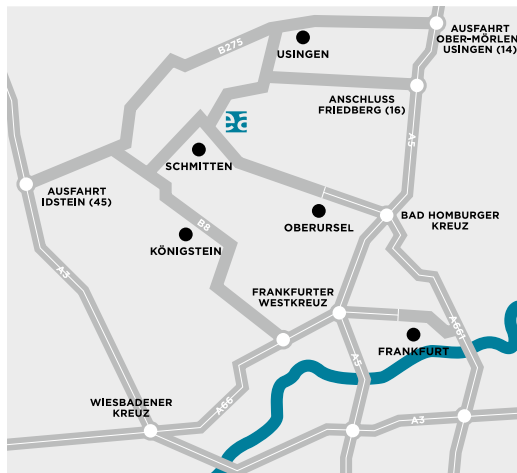 AUSFAHRT
OBER-MÖRLEN
USINGEN (14)
B275
USINGEN
ANSCHLUSS
FRIEDBERG (16)
ea
A5
SCHMITTEN
AUSFAHRT
IDSTEIN (45)
OBERURSEL
BAD HOMBURGER
KREUZ
B8
KÖNIGSTEIN
A3
FRANKFURTER
WESTKREUZ
A661
FRANKFURT
A5
WIESBADENER
KREUZ
A66
A3